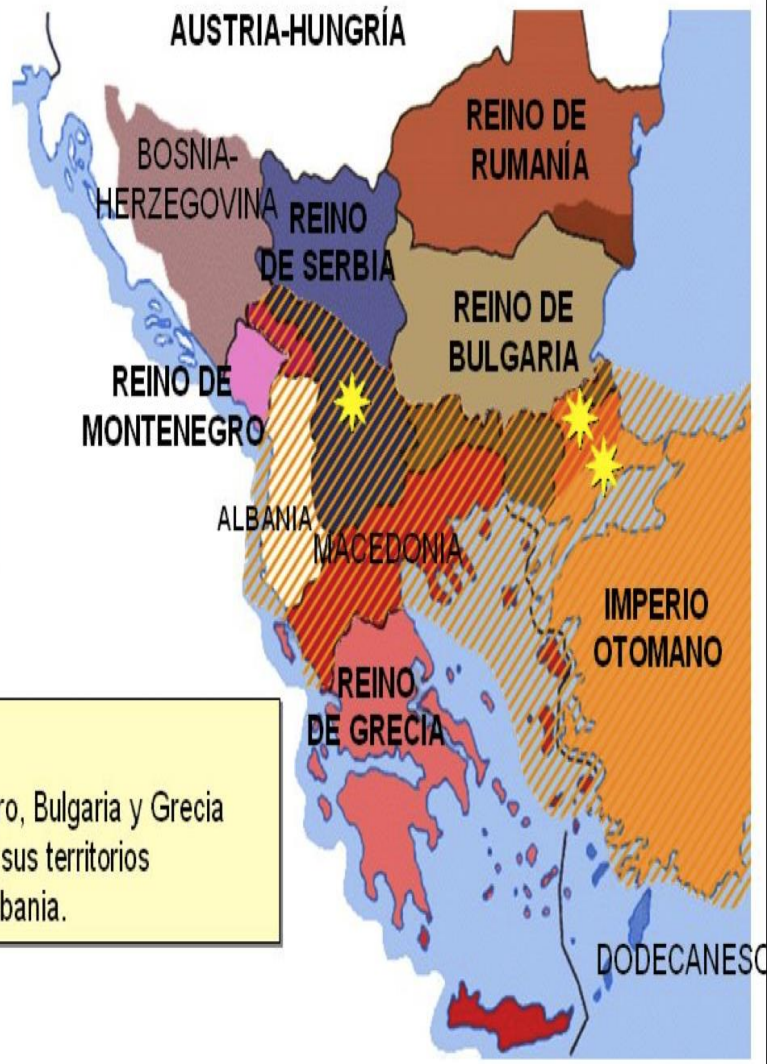 AUSTRIA-HUNGRÍA
REINO DE
RUMANÍA
BOSNIA-
HERZEGOVINA
REINO
DE SERBIA
REINO DE
BULGARIA
REINO DE
MONTENEGRO
ALBANIA
MACEDONIA
IMPERIO
OTOMANO
REINO
DE GRECIA
ro, Bulgaria y Grecia
sus territorios
bania.
DODECANESO